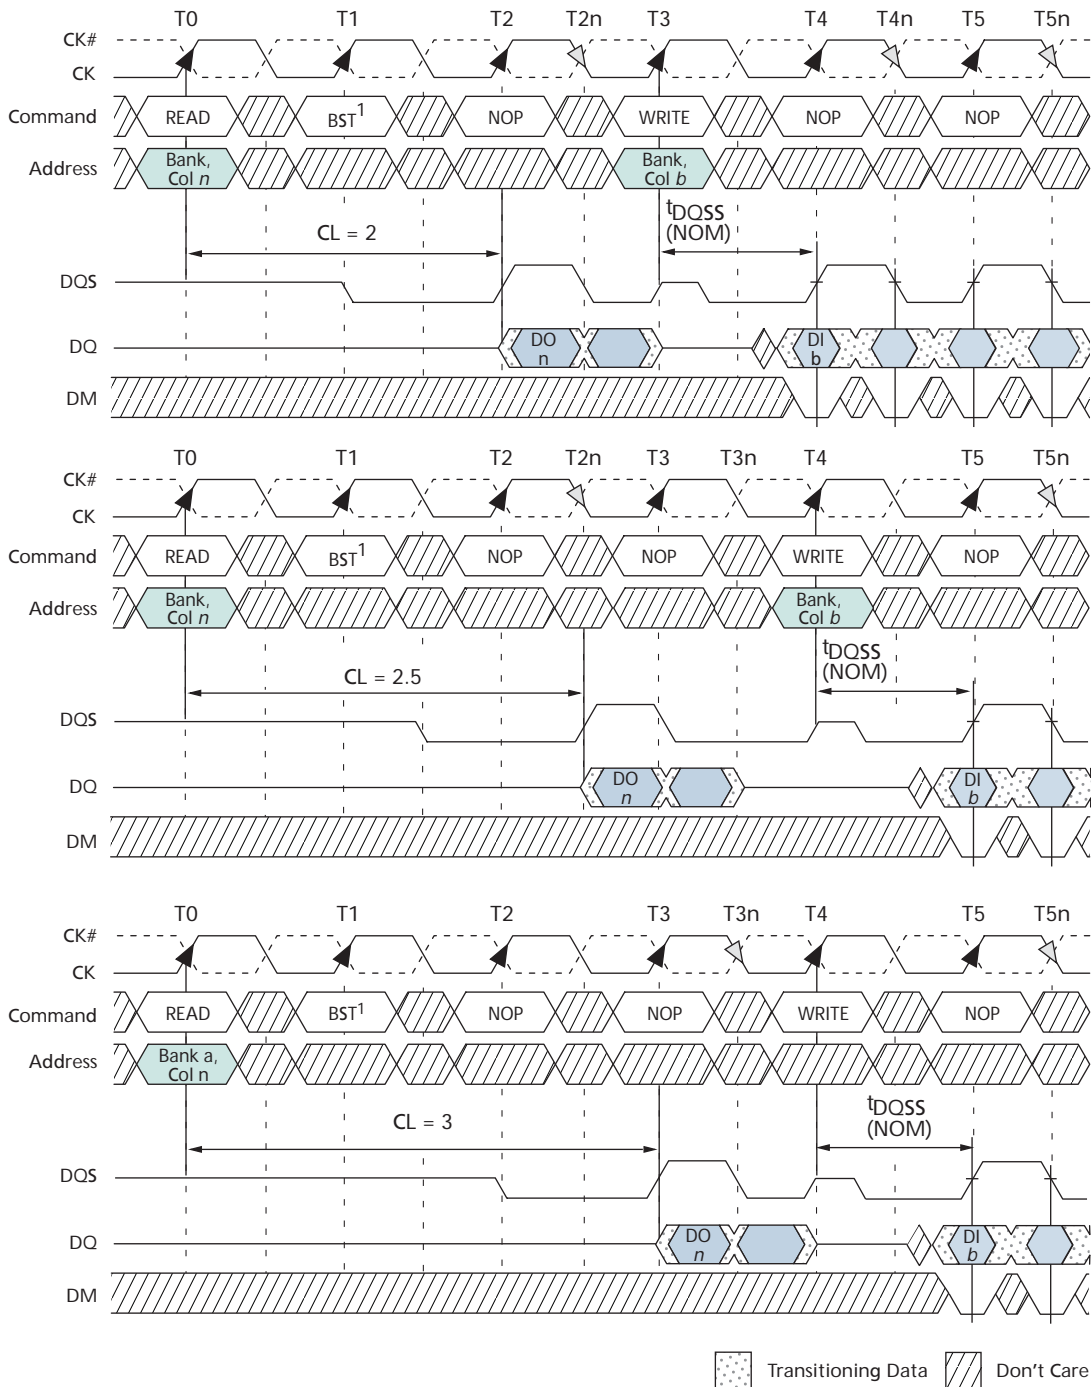 T0 T1 T2 T2n T3 T4 T4n T5 T5n
CK#
CK
Command READ BST1 NOP WRITE NOP NOP
Address Bank, Col n Bank, Col b
CL = 2
tDQSS (NOM)
DQS
DQ DO n DI b
DM
T0 T1 T2 T2n T3 T3n T4 T5 T5n
CK#
CK
Command READ BST1 NOP NOP WRITE NOP
Address Bank, Col n Bank, Col b
CL = 2.5
tDQSS (NOM)
DQS
DQ DO n DI b
DM
T0 T1 T2 T3 T3n T4 T5 T5n
CK#
CK
Command READ BST1 NOP NOP WRITE NOP
Address Bank a, Col n
CL = 3
tDQSS (NOM)
DQS
DQ DO n DI b
DM
Transitioning Data Don't Care